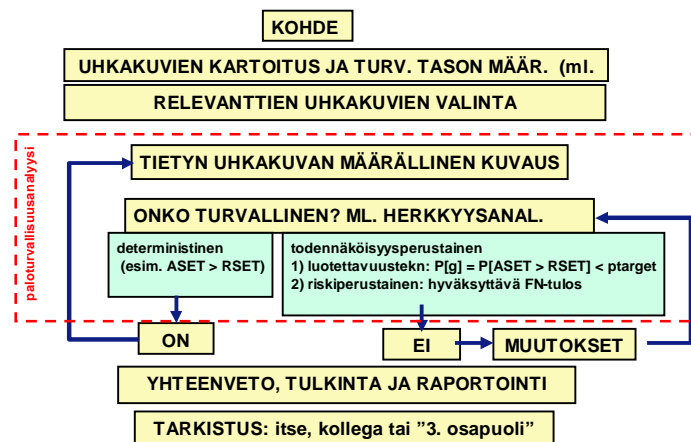 KOHDE
UHKAKUVIEN KARTOITUS JA TURV. TASON MÄÄR. (ml.
RELEVANTTIEN UHKAKUVIEN VALINTA
paloturvallisuusanalyysi
TIETYN UHKAKUVAN MÄÄRÄLLINEN KUVAUS
ONKO TURVALLINEN? ML. HERKKYYSANAL.
deterministinen
(esim. ASET > RSET)
todennäköisyysperustainen
1) luotettavuustekn: P[g] = P[ASET > RSET] < ptarget
2) riskiperustainen: hyväksyttävä FN-tulos
ON
EI
MUUTOKSET
YHTEENVETO, TULKINTA JA RAPORTOINTI
TARKISTUS: itse, kollega tai ”3. osapuoli”